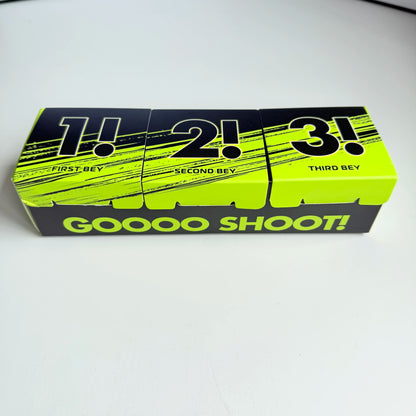 1! 2! 3!
FIRST BEY SECOND BEY THIRD BEY
GOOOO SHOOT!